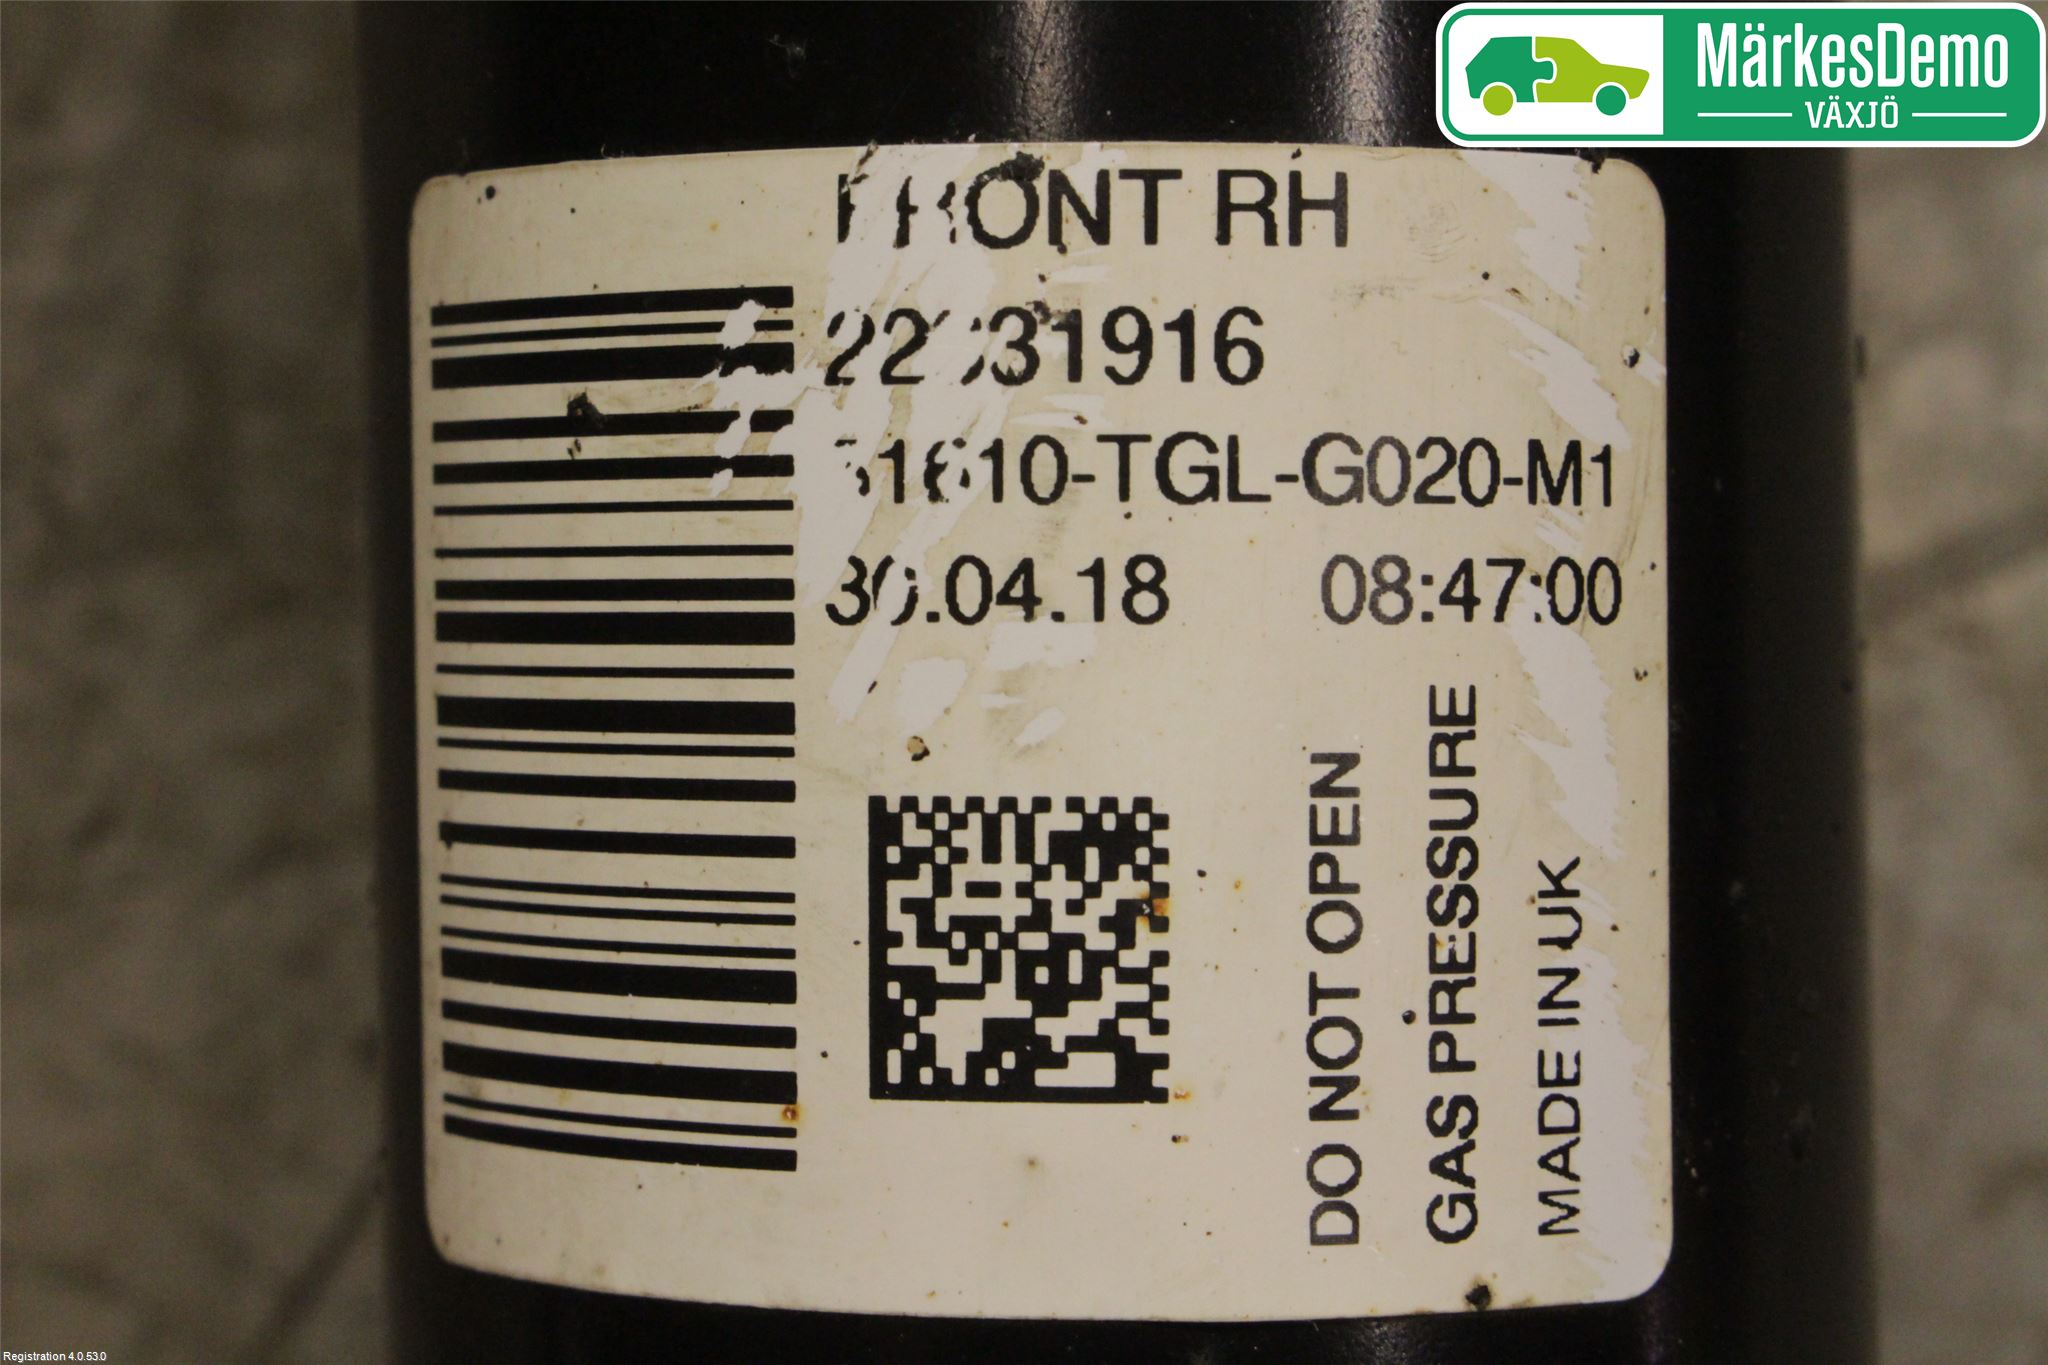 MärkesDemo
VÄXJÖ
FRONT RH
51610-TGL-G020-M1
30.04.18 08:47:00
DO NOT OPEN
GAS PRESSURE
MADE IN UK
Registration 4.0.53.0